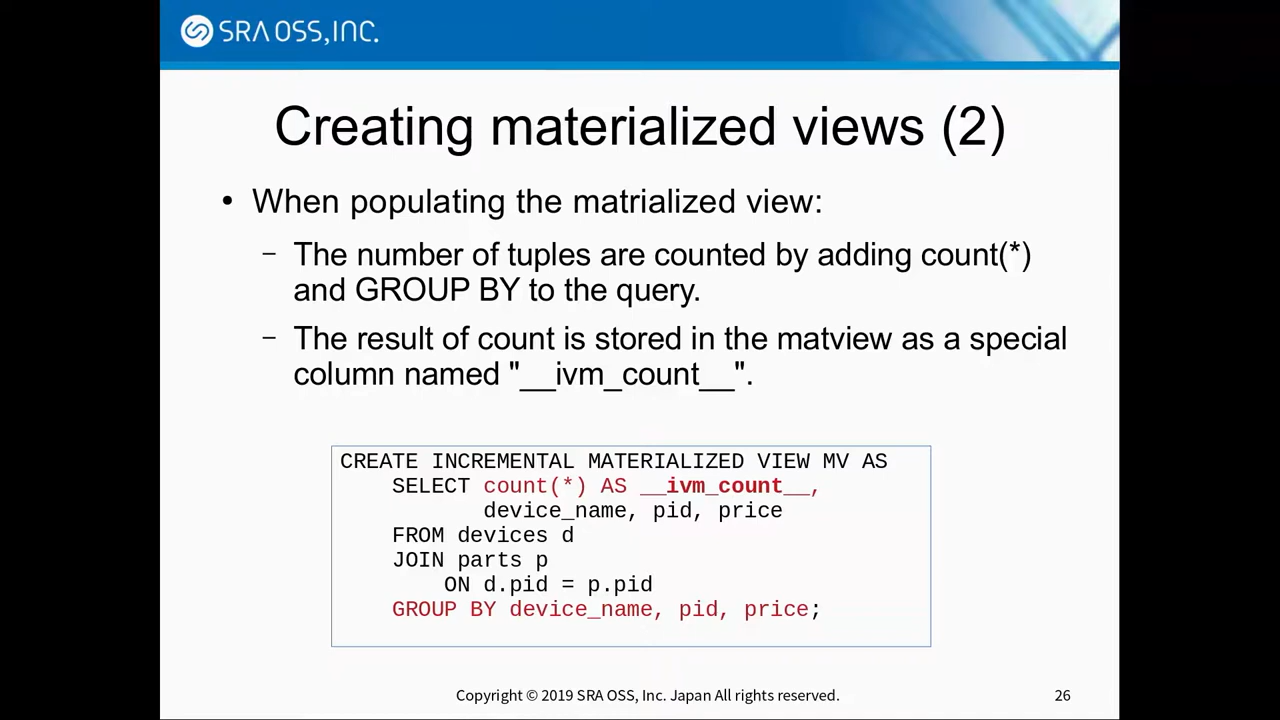 SRA OSS, INC.
Creating materialized views (2)
• When populating the matrialized view:
– The number of tuples are counted by adding count(*)
and GROUP BY to the query.
– The result of count is stored in the matview as a special
column named "__ivm_count__".
CREATE INCREMENTAL MATERIALIZED VIEW MV AS
SELECT count(*) AS __ivm_count__,
device_name, pid, price
FROM devices d
JOIN parts p
ON d.pid = p.pid
GROUP BY device_name, pid, price;
Copyright © 2019 SRA OSS, Inc. Japan All rights reserved.
26